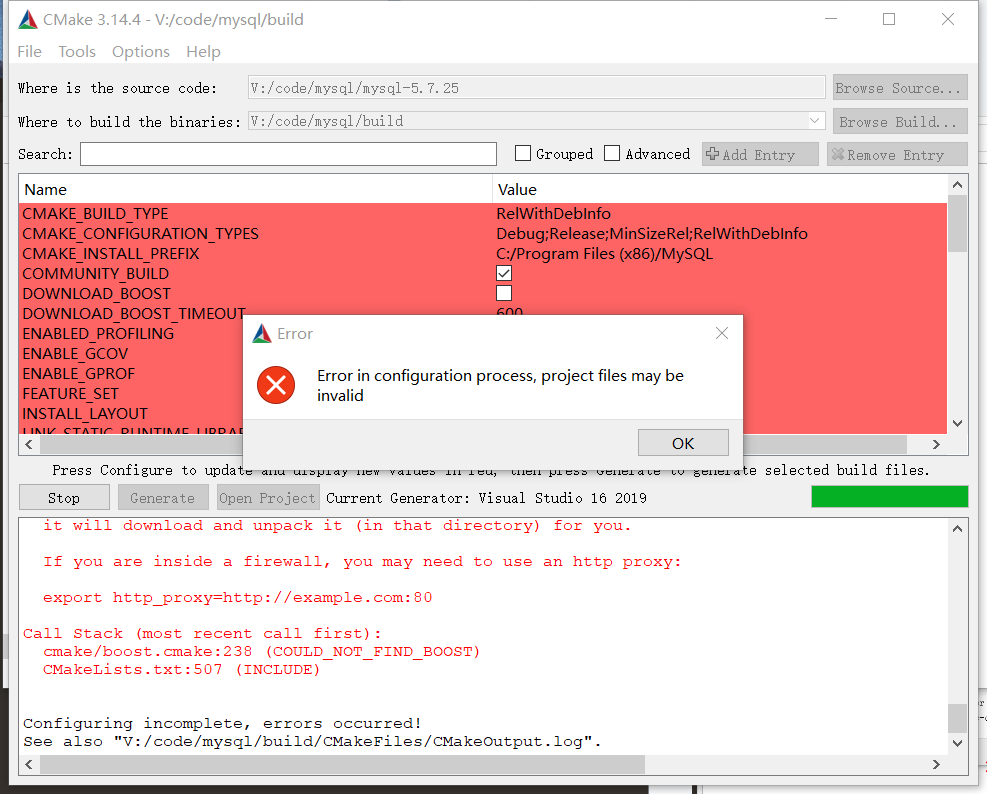 CMake 3.14.4 - V:/code/mysql/build
File Tools Options Help
Where is the source code: V:/code/mysql/mysql-5.7.25 Browse Source...
Where to build the binaries: V:/code/mysql/build Browse Build...
Search: Grouped Advanced Add Entry Remove Entry
Name Value
CMAKE_BUILD_TYPE RelWithDebInfo
CMAKE_CONFIGURATION_TYPES Debug;Release;MinSizeRel;RelWithDebInfo
CMAKE_INSTALL_PREFIX C:/Program Files (x86)/MySQL
COMMUNITY_BUILD
DOWNLOAD_BOOST
DOWNLOAD_BOOST_TIMEOUT 600
ENABLED_PROFILING
ENABLE_GCOV
ENABLE_GPROF
FEATURE_SET
INSTALL_LAYOUT
LINK_STATIC_RUNTIME_LIBRAR
Error
Error in configuration process, project files may be
invalid
OK
Press Configure to update and display new values in red, then press Generate to generate selected build files.
Stop Generate Open Project Current Generator: Visual Studio 16 2019
it will download and unpack it (in that directory) for you.
If you are inside a firewall, you may need to use an http proxy:
export http_proxy=http://example.com:80
Call Stack (most recent call first):
cmake/boost.cmake:238 (COULD_NOT_FIND_BOOST)
CMakeLists.txt:507 (INCLUDE)
Configuring incomplete, errors occurred!
See also "V:/code/mysql/build/CMakeFiles/CMakeOutput.log".